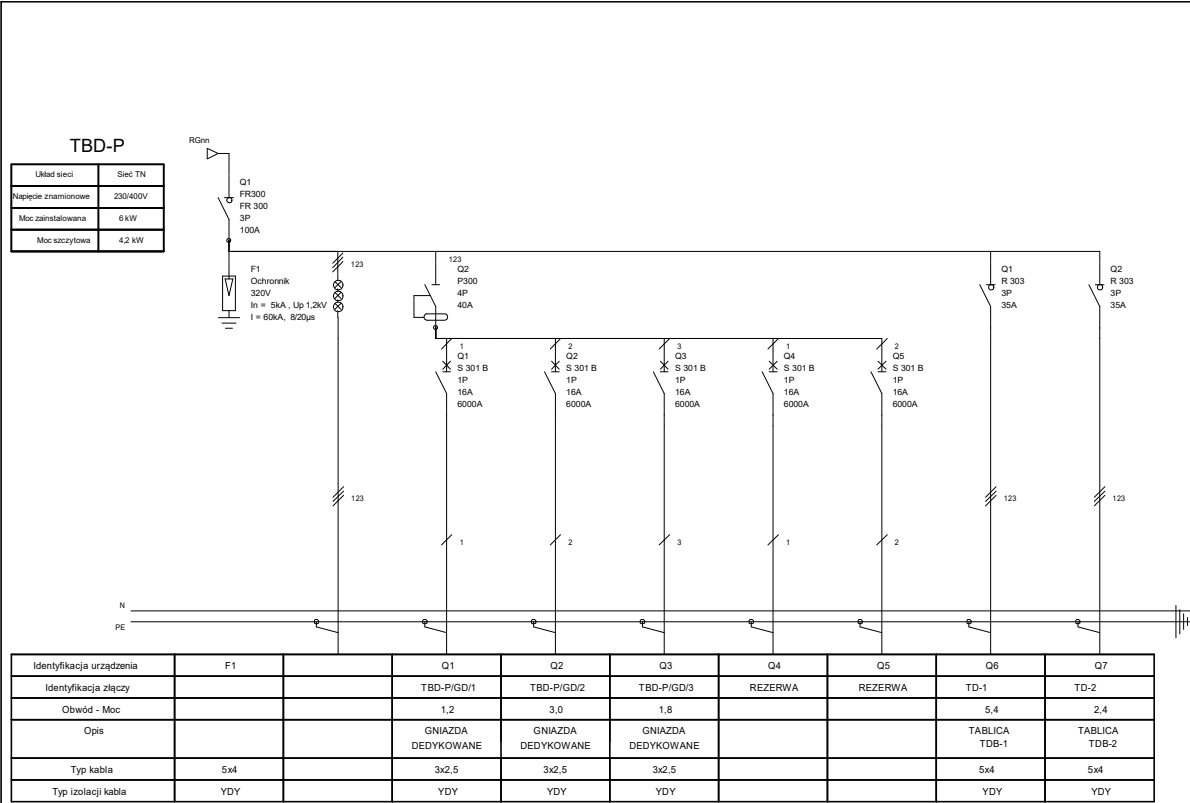 TBD-P
Układ sieci Sieć TN
Napięcie znamionowe 230/400V
Moc zainstalowana 6 kW
Moc szczytowa 4,2 kW
RGnn
Q1
FR300
FR 300
3P
100A
F1
Ochronnik
320V
In = 5kA , Up 1,2kV
I = 60kA, 8/20µs
123
123
123
Q2
P300
4P
40A
1
Q1
S 301 B
1P
16A
6000A
1
2
Q2
S 301 B
1P
16A
6000A
2
3
Q3
S 301 B
1P
16A
6000A
3
1
Q4
S 301 B
1P
16A
6000A
1
2
Q5
S 301 B
1P
16A
6000A
2
Q1
R 303
3P
35A
123
Q2
R 303
3P
35A
123
N
PE
Identyfikacja urządzenia F1 Q1 Q2 Q3 Q4 Q5 Q6 Q7
Identyfikacja złączy TBD-P/GD/1 TBD-P/GD/2 TBD-P/GD/3 REZERWA REZERWA TD-1 TD-2
Obwód - Moc 1,2 3,0 1,8 5,4 2,4
Opis GNIAZDA GNIAZDA GNIAZDA TABLICA TABLICA
DEDYKOWANE DEDYKOWANE DEDYKOWANE TDB-1 TDB-2
Typ kabla 5x4 3x2,5 3x2,5 3x2,5 5x4 5x4
Typ izolacji kabla YDY YDY YDY YDY YDY YDY